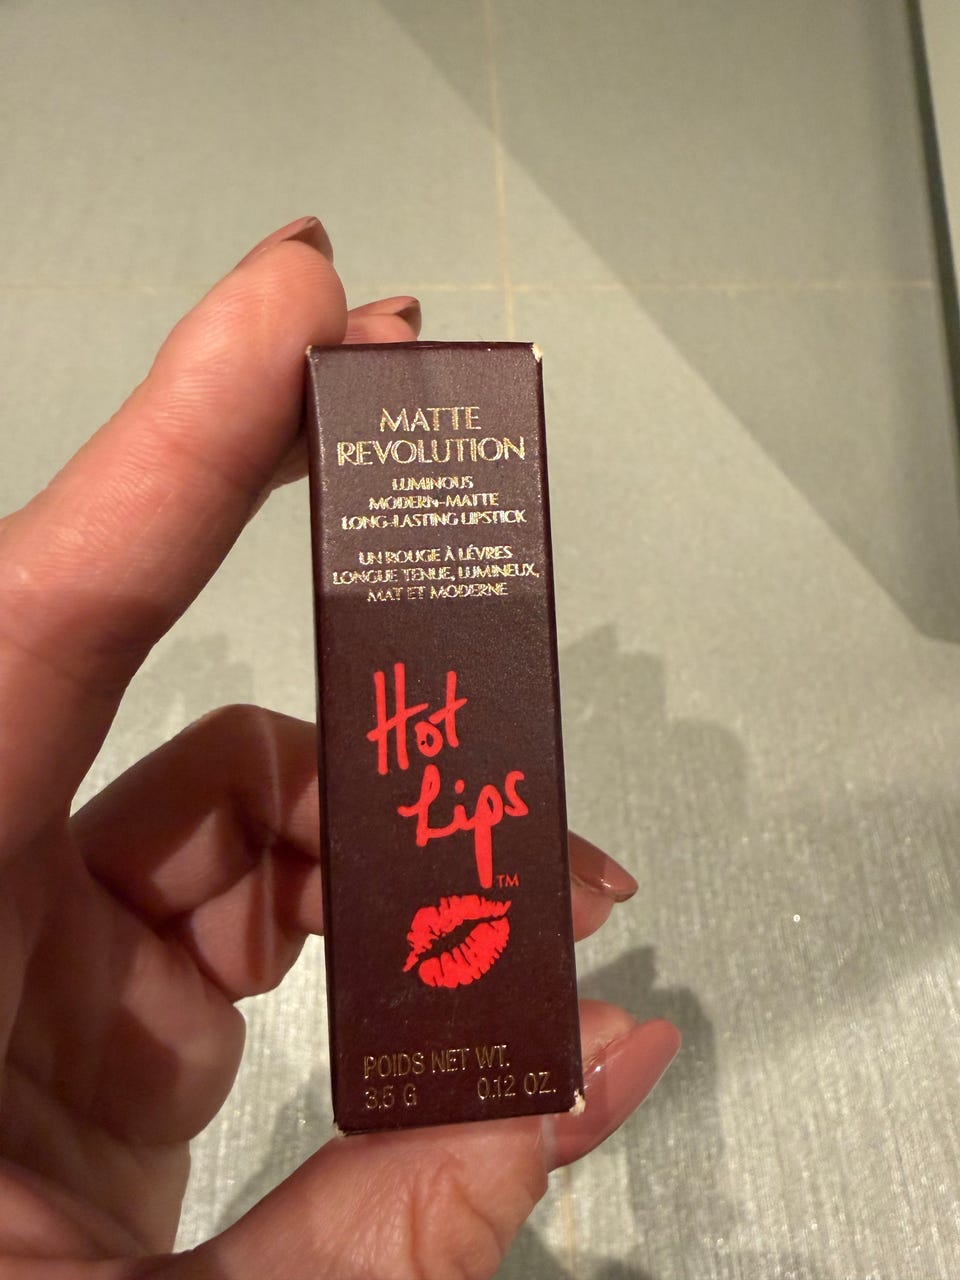 MATTE
REVOLUTION
LUMINOUS
MODERN-MATTE
LONG-LASTING LIPSTICK
UN ROUGE À LÉVRES
LONGUE TENUE, LUMINEUX,
MAT ET MODERNE
Hot
Lips
TM
POIDS NET WT.
3.5 G 0.12 OZ.